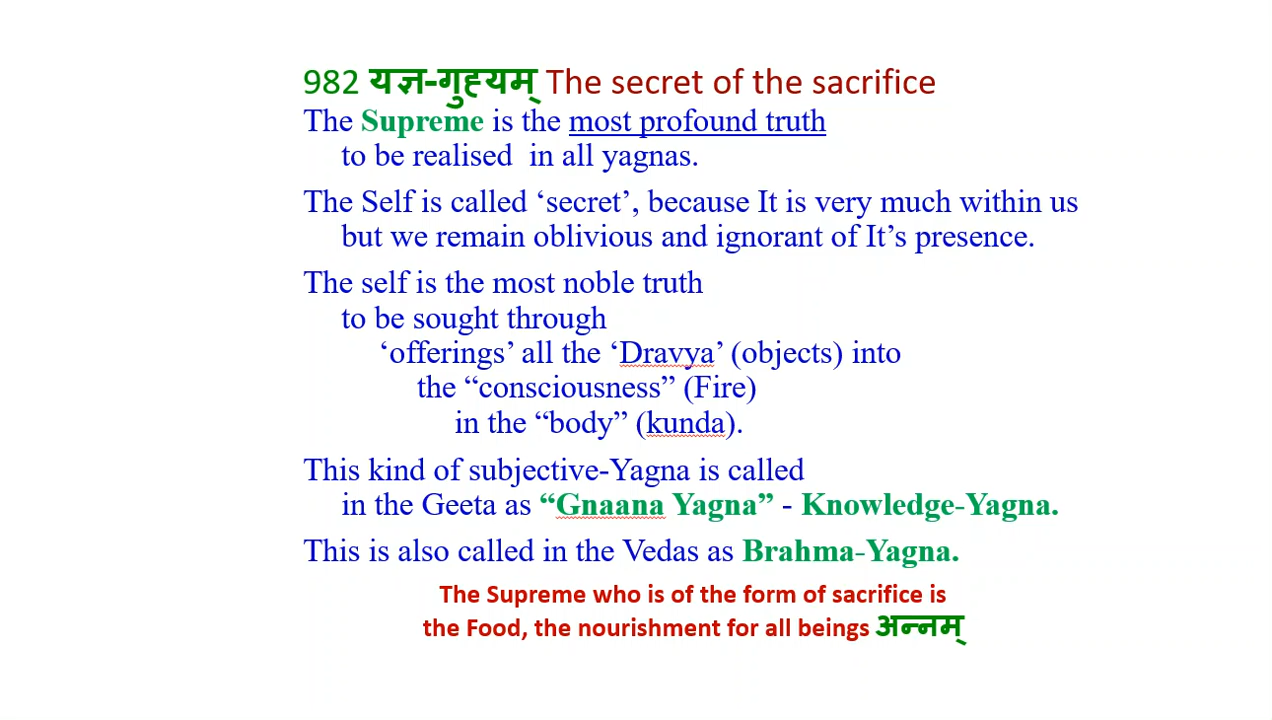 982 यज्ञ-गुह्यम् The secret of the sacrifice
The Supreme is the most profound truth
to be realised in all yagnas.
The Self is called ‘secret’, because It is very much within us
but we remain oblivious and ignorant of It’s presence.
The self is the most noble truth
to be sought through
‘offerings’ all the ‘Dravya’ (objects) into
the “consciousness” (Fire)
in the “body” (kunda).
This kind of subjective-Yagna is called
in the Geeta as “Gnaana Yagna” - Knowledge-Yagna.
This is also called in the Vedas as Brahma-Yagna.
The Supreme who is of the form of sacrifice is
the Food, the nourishment for all beings अन्नम्